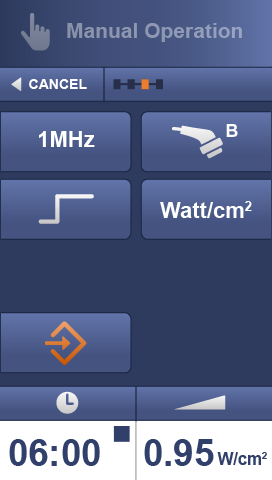 Manual Operation
CANCEL
1MHz
B
Watt/cm²
06:00
0.95 W/cm²